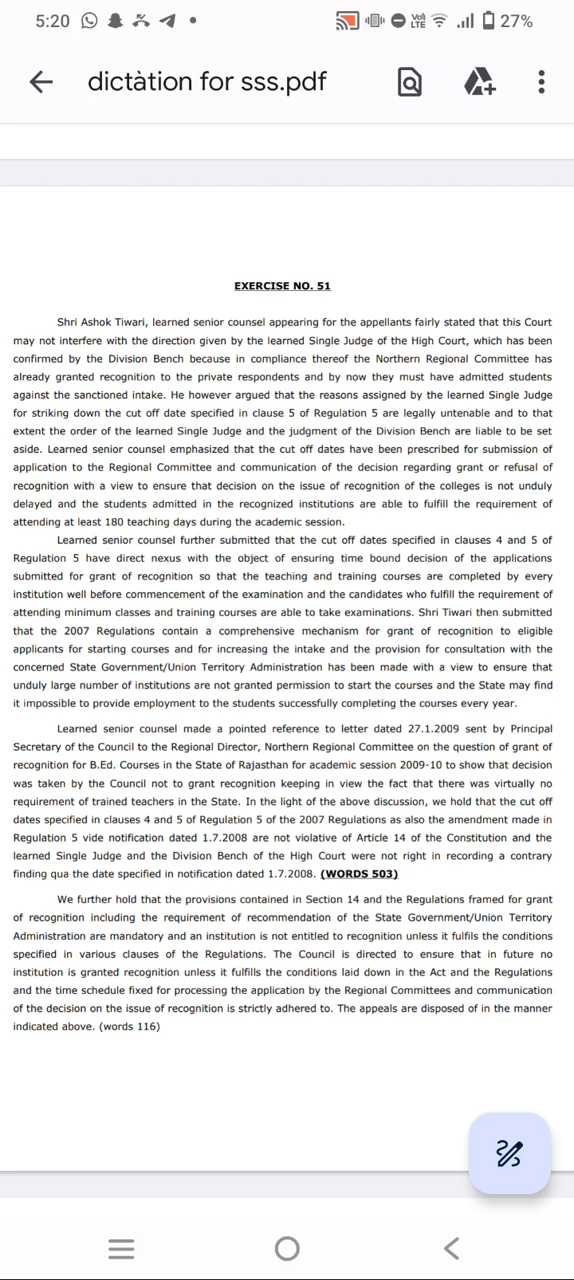 5:20
Vol) LTE
27%
dictàtion for sss.pdf
EXERCISE NO. 51
Shri Ashok Tiwari, learned senior counsel appearing for the appellants fairly stated that this Court
may not interfere with the direction given by the learned Single Judge of the High Court, which has been
confirmed by the Division Bench because in compliance thereof the Northern Regional Committee has
already granted recognition to the private respondents and by now they must have admitted students
against the sanctioned intake. He however argued that the reasons assigned by the learned Single Judge
for striking down the cut off date specified in clause 5 of Regulation 5 are legally untenable and to that
extent the order of the learned Single Judge and the judgment of the Division Bench are liable to be set
aside. Learned senior counsel emphasized that the cut off dates have been prescribed for submission of
application to the Regional Committee and communication of the decision regarding grant or refusal of
recognition with a view to ensure that decision on the issue of recognition of the colleges is not unduly
delayed and the students admitted in the recognized institutions are able to fulfill the requirement of
attending at least 180 teaching days during the academic session.
Learned senior counsel further submitted that the cut off dates specified in clauses 4 and 5 of
Regulation 5 have direct nexus with the object of ensuring time bound decision of the applications
submitted for grant of recognition so that the teaching and training courses are completed by every
institution well before commencement of the examination and the candidates who fulfill the requirement of
attending minimum classes and training courses are able to take examinations. Shri Tiwari then submitted
that the 2007 Regulations contain a comprehensive mechanism for grant of recognition to eligible
applicants for starting courses and for increasing the intake and the provision for consultation with the
concerned State Government/Union Territory Administration has been made with a view to ensure that
unduly large number of institutions are not granted permission to start the courses and the State may find
it impossible to provide employment to the students successfully completing the courses every year.
Learned senior counsel made a pointed reference to letter dated 27.1.2009 sent by Principal
Secretary of the Council to the Regional Director, Northern Regional Committee on the question of grant of
recognition for B.Ed. Courses in the State of Rajasthan for academic session 2009-10 to show that decision
was taken by the Council not to grant recognition keeping in view the fact that there was virtually no
requirement of trained teachers in the State. In the light of the above discussion, we hold that the cut off
dates specified in clauses 4 and 5 of Regulation 5 of the 2007 Regulations as also the amendment made in
Regulation 5 vide notification dated 1.7.2008 are not violative of Article 14 of the Constitution and the
learned Single Judge and the Division Bench of the High Court were not right in recording a contrary
finding qua the date specified in notification dated 1.7.2008. (WORDS 503)
We further hold that the provisions contained in Section 14 and the Regulations framed for grant
of recognition including the requirement of recommendation of the State Government/Union Territory
Administration are mandatory and an institution is not entitled to recognition unless it fulfils the conditions
specified in various clauses of the Regulations. The Council is directed to ensure that in future no
institution is granted recognition unless it fulfills the conditions laid down in the Act and the Regulations
and the time schedule fixed for processing the application by the Regional Committees and communication
of the decision on the issue of recognition is strictly adhered to. The appeals are disposed of in the manner
indicated above. (words 116)